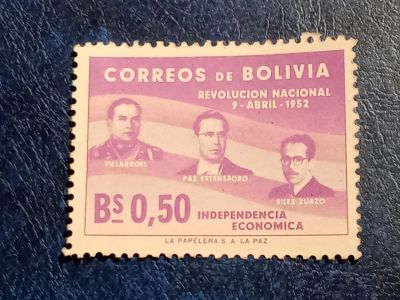 CORREOS DE BOLIVIA
REVOLUCION NACIONAL
9 - ABRIL - 1952
VILLARROEL
PAZ ESTENSSORO
SILES ZUAZO
Bs 0,50
INDEPENDENCIA
ECONOMICA
LA PAPELERA S. A. LA PAZ